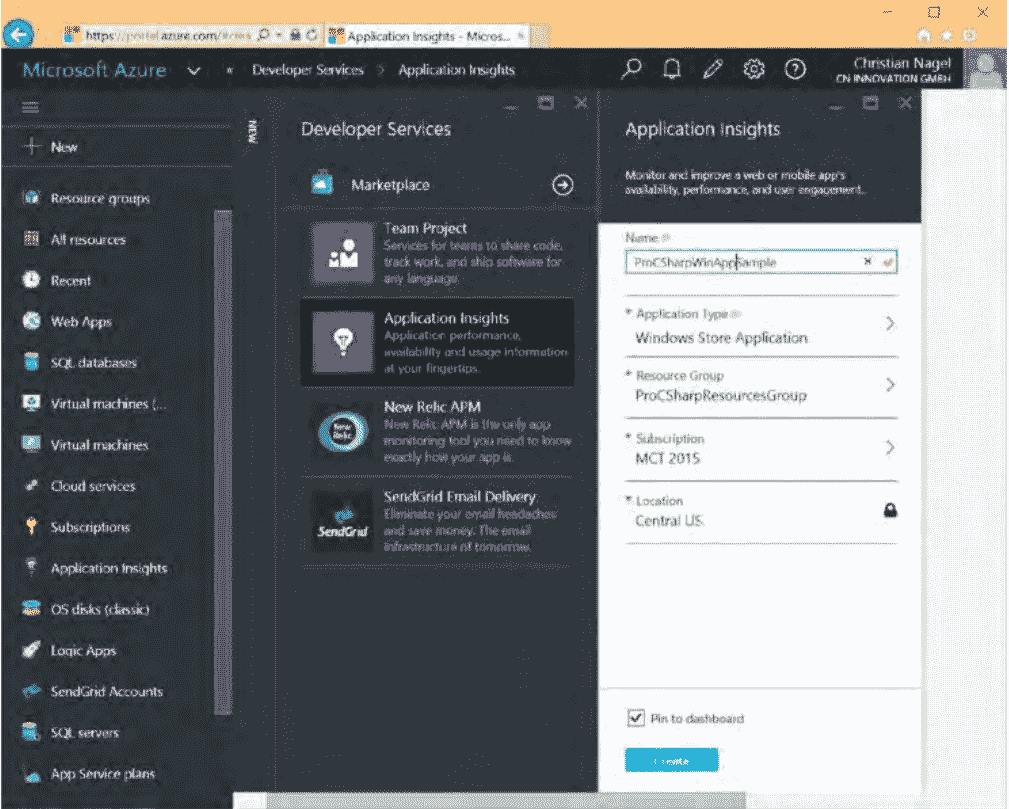 https://portal.azure.com/
Application Insights - Micros...
Microsoft Azure
Developer Services
Application Insights
Christian Nagel
CN INNOVATION GMBH
New
Resource groups
All resources
Recent
Web Apps
SQL databases
Virtual machines (...
Virtual machines
Cloud services
Subscriptions
Application Insights
OS disks (classic)
Logic Apps
SendGrid Accounts
SQL servers
App Service plans
NEW
Developer Services
Marketplace
Team Project
Services for teams to share code,
track work, and ship software for
any language.
Application Insights
Application performance,
availability and usage information
at your fingertips.
New Relic
New Relic APM
New Relic APM is the only app
monitoring tool you need to know
exactly how your app is.
SendGrid
SendGrid Email Delivery
Eliminate your email headaches
and save money. The email
infrastructure of tomorrow.
Application Insights
Monitor and improve a web or mobile app's
availability, performance, and user engagement.
Name
ProCSharpWinAppSample
* Application Type
Windows Store Application
* Resource Group
ProCSharpResourcesGroup
* Subscription
MCT 2015
* Location
Central US
Pin to dashboard
Create